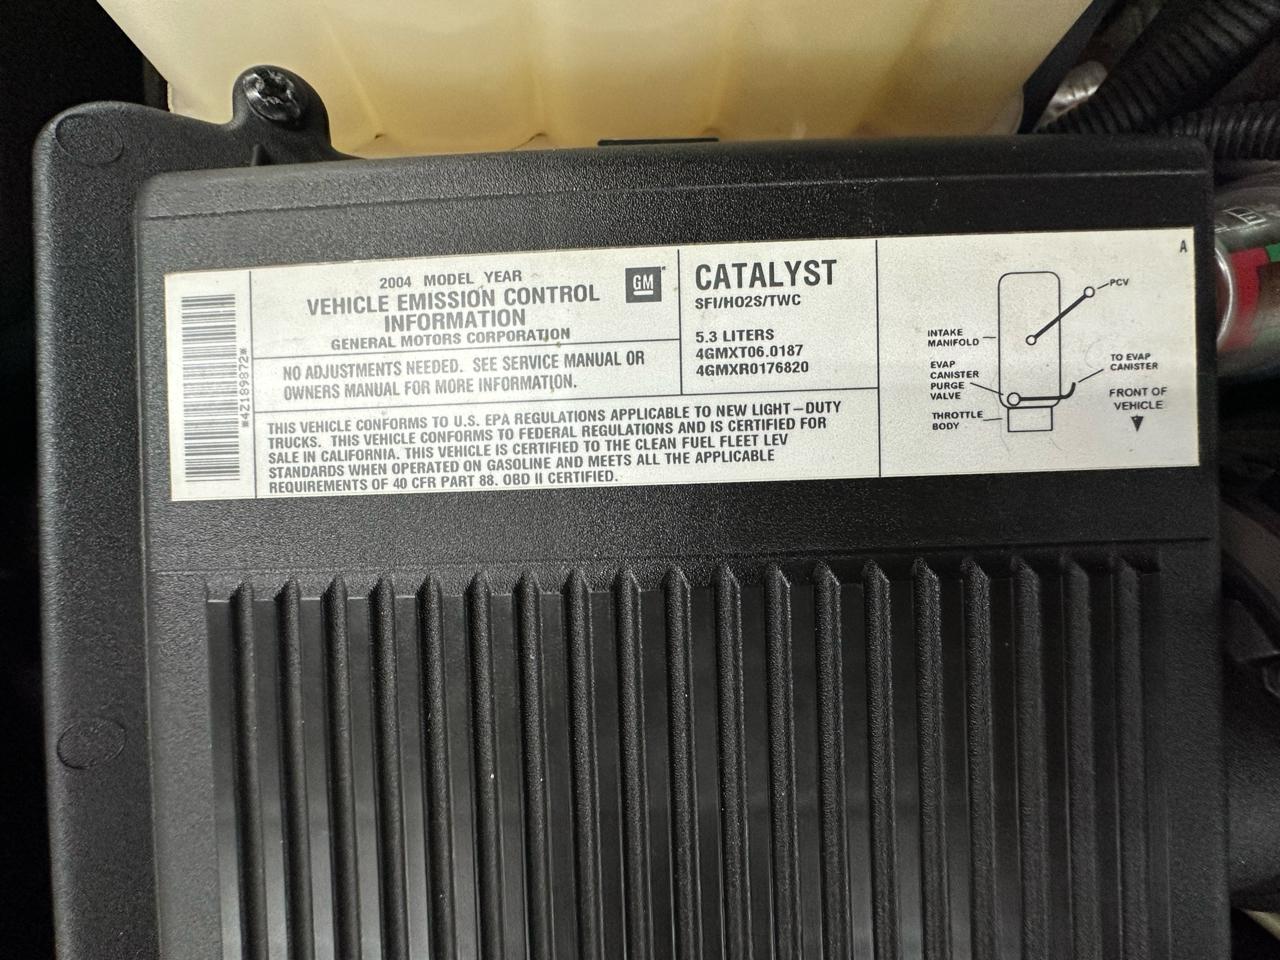 *42189872*
2004 MODEL YEAR
VEHICLE EMISSION CONTROL
INFORMATION
GENERAL MOTORS CORPORATION
GM
NO ADJUSTMENTS NEEDED. SEE SERVICE MANUAL OR
OWNERS MANUAL FOR MORE INFORMATION.
CATALYST
SFI/HO2S/TWC
5.3 LITERS
4GMXT06.0187
4GMXR0176820
THIS VEHICLE CONFORMS TO U.S. EPA REGULATIONS APPLICABLE TO NEW LIGHT-DUTY
TRUCKS. THIS VEHICLE CONFORMS TO FEDERAL REGULATIONS AND IS CERTIFIED FOR
SALE IN CALIFORNIA. THIS VEHICLE IS CERTIFIED TO THE CLEAN FUEL FLEET LEV
STANDARDS WHEN OPERATED ON GASOLINE AND MEETS ALL THE APPLICABLE
REQUIREMENTS OF 40 CFR PART 88. OBD II CERTIFIED.
A
PCV
INTAKE
MANIFOLD
EVAP
CANISTER
PURGE
VALVE
THROTTLE
BODY
TO EVAP
CANISTER
FRONT OF
VEHICLE